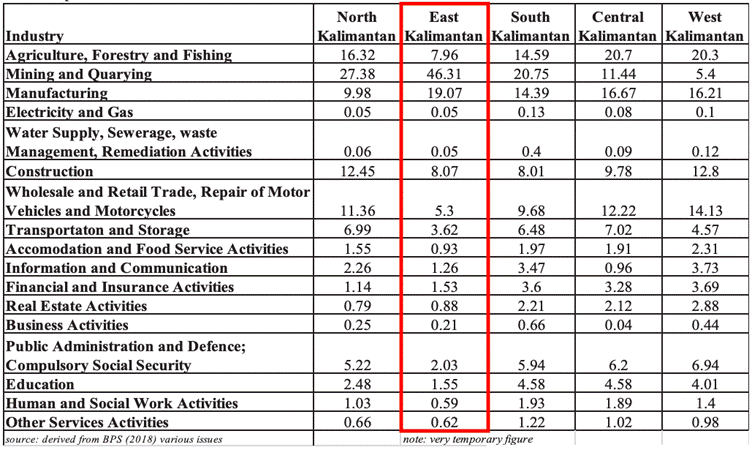 Industry North Kalimantan East Kalimantan South Kalimantan Central Kalimantan West Kalimantan
Agriculture, Forestry and Fishing 16.32 7.96 14.59 20.7 20.3
Mining and Quarying 27.38 46.31 20.75 11.44 5.4
Manufacturing 9.98 19.07 14.39 16.67 16.21
Electricity and Gas 0.05 0.05 0.13 0.08 0.1
Water Supply, Sewerage, waste
Management, Remediation Activities 0.06 0.05 0.4 0.09 0.12
Construction 12.45 8.07 8.01 9.78 12.8
Wholesale and Retail Trade, Repair of Motor
Vehicles and Motorcycles 11.36 5.3 9.68 12.22 14.13
Transportaton and Storage 6.99 3.62 6.48 7.02 4.57
Accomodation and Food Service Activities 1.55 0.93 1.97 1.91 2.31
Information and Communication 2.26 1.26 3.47 0.96 3.73
Financial and Insurance Activities 1.14 1.53 3.6 3.28 3.69
Real Estate Activities 0.79 0.88 2.21 2.12 2.88
Business Activities 0.25 0.21 0.66 0.04 0.44
Public Administration and Defence;
Compulsory Social Security 5.22 2.03 5.94 6.2 6.94
Education 2.48 1.55 4.58 4.58 4.01
Human and Social Work Activities 1.03 0.59 1.93 1.89 1.4
Other Services Activities 0.66 0.62 1.22 1.02 0.98
source: derived from BPS (2018) various issues note: very temporary figure